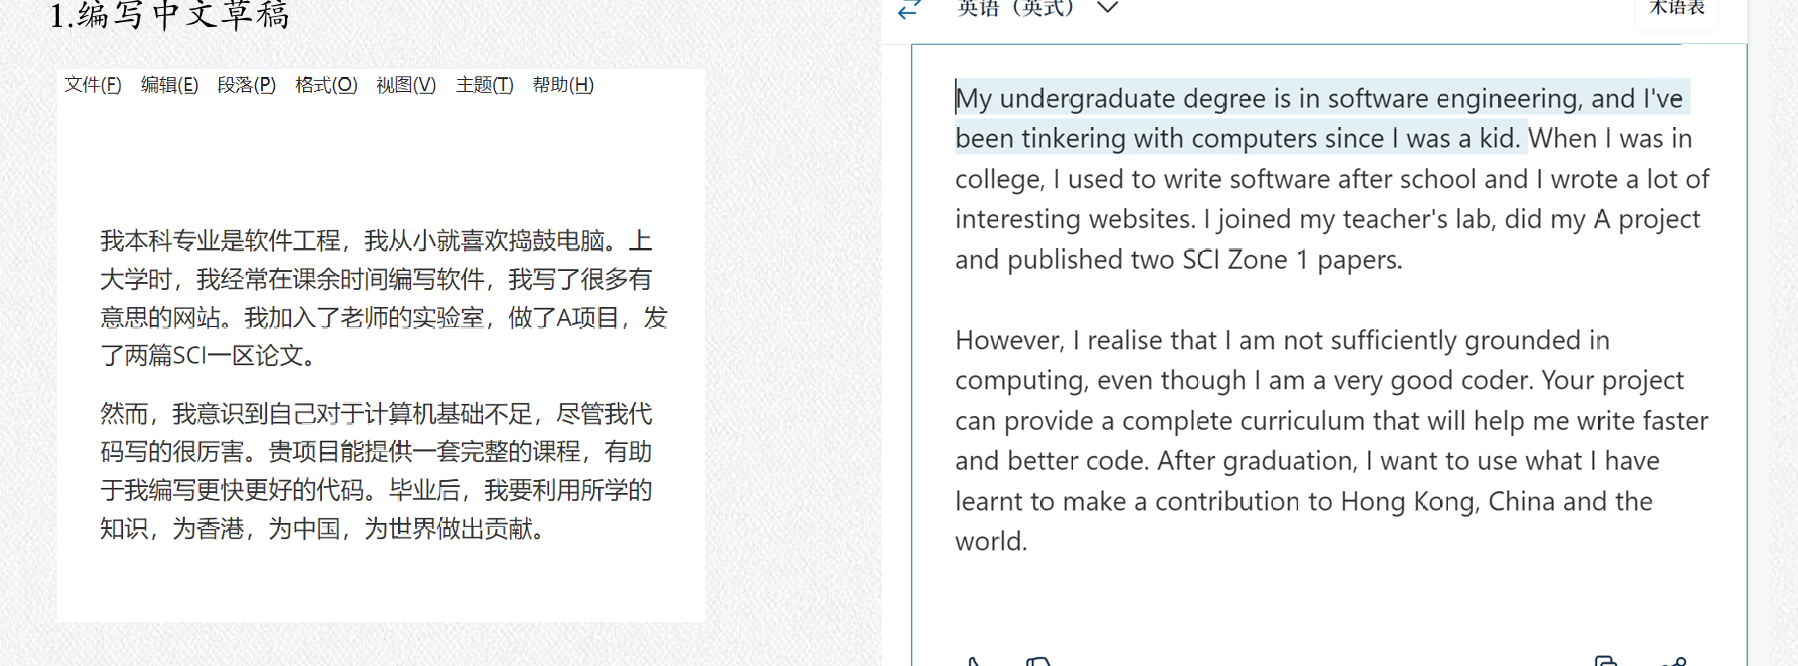 1.编写中文草稿
文件(F) 编辑(E) 段落(P) 格式(O) 视图(V) 主题(T) 帮助(H)
我本科专业是软件工程，我从小就喜欢捣鼓电脑。上
大学时，我经常在课余时间编写软件，我写了很多有
意思的网站。我加入了老师的实验室，做了A项目，发
了两篇SCI一区论文。
然而，我意识到自己对于计算机基础不足，尽管我代
码写的很厉害。贵项目能提供一套完整的课程，有助
于我编写更快更好的代码。毕业后，我要利用所学的
知识，为香港，为中国，为世界做出贡献。
英语（英式）
术语表
My undergraduate degree is in software engineering, and I've
been tinkering with computers since I was a kid. When I was in
college, I used to write software after school and I wrote a lot of
interesting websites. I joined my teacher's lab, did my A project
and published two SCI Zone 1 papers.
However, I realise that I am not sufficiently grounded in
computing, even though I am a very good coder. Your project
can provide a complete curriculum that will help me write faster
and better code. After graduation, I want to use what I have
learnt to make a contribution to Hong Kong, China and the
world.